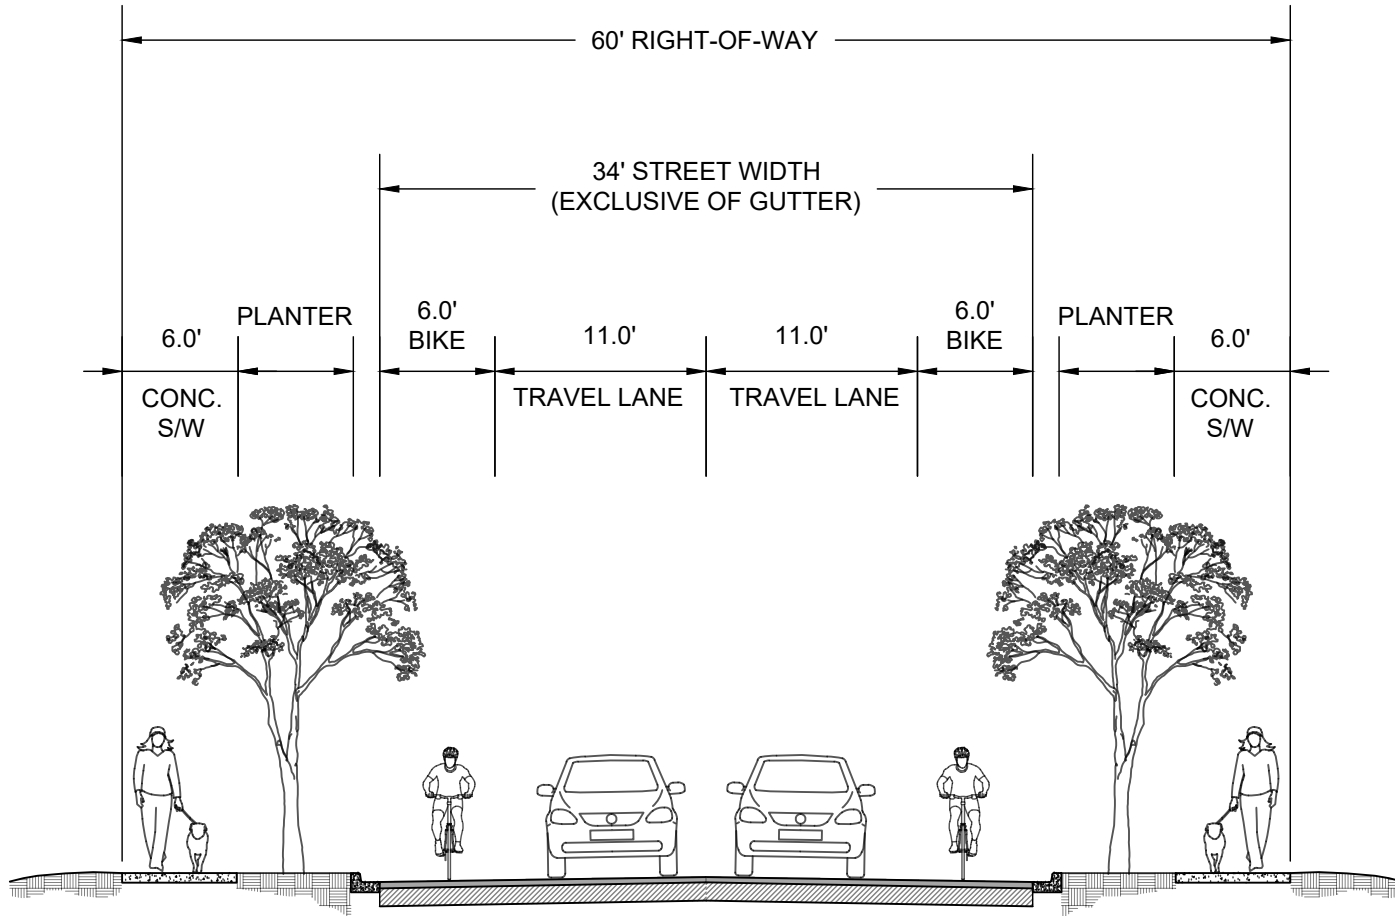 60' RIGHT-OF-WAY
34' STREET WIDTH
(EXCLUSIVE OF GUTTER)
6.0'
CONC.
S/W
PLANTER
6.0'
BIKE
11.0'
TRAVEL LANE
11.0'
TRAVEL LANE
6.0'
BIKE
PLANTER
6.0'
CONC.
S/W